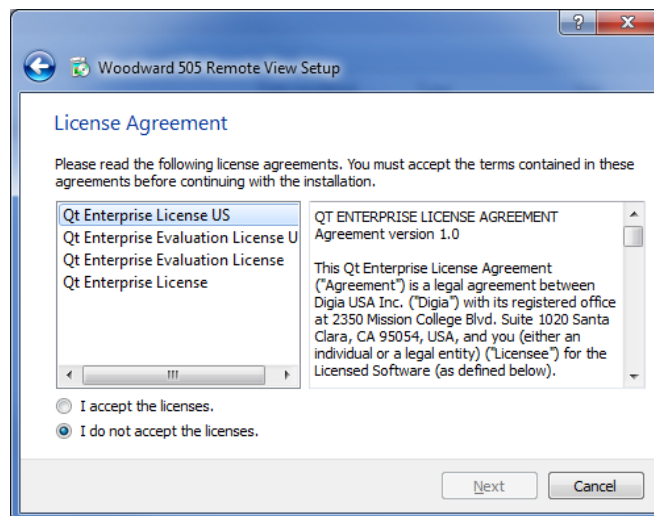 ?
X
Woodward 505 Remote View Setup
License Agreement
Please read the following license agreements. You must accept the terms contained in these
agreements before continuing with the installation.
Qt Enterprise License US
Qt Enterprise Evaluation License U
Qt Enterprise Evaluation License
Qt Enterprise License
QT ENTERPRISE LICENSE AGREEMENT
Agreement version 1.0
This Qt Enterprise License Agreement
("Agreement") is a legal agreement between
Digia USA Inc. ("Digia") with its registered office
at 2350 Mission College Blvd. Suite 1020 Santa
Clara, CA 95054, USA, and you (either an
individual or a legal entity) ("Licensee") for the
Licensed Software (as defined below).
I accept the licenses.
I do not accept the licenses.
Next
Cancel